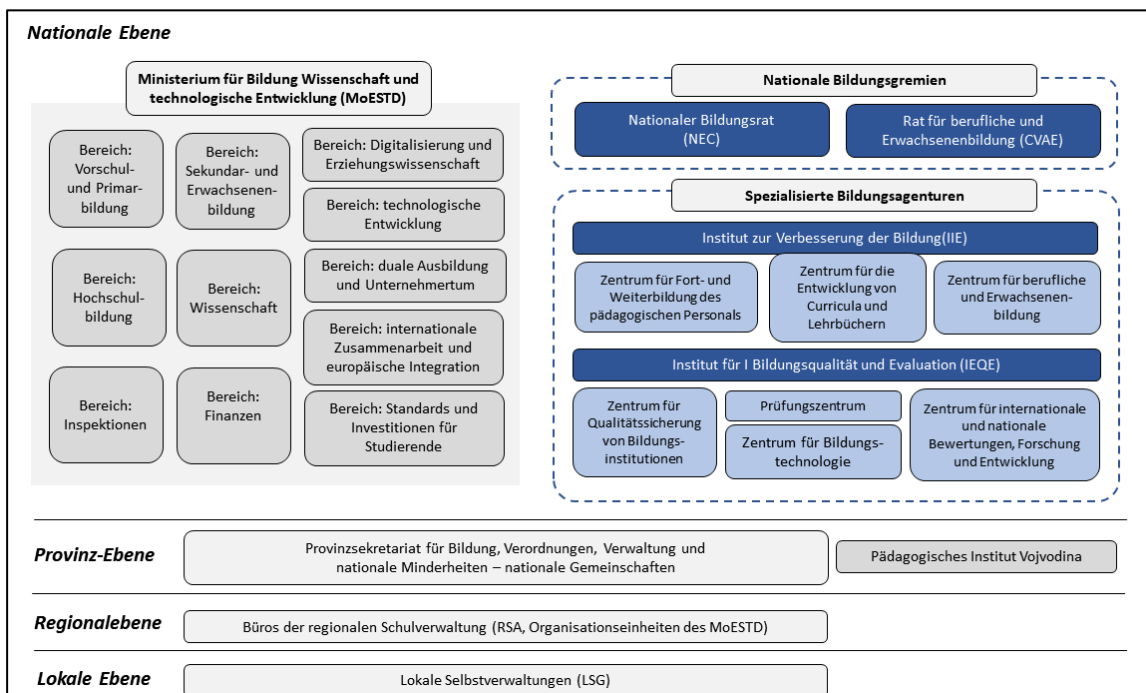 Nationale Ebene
Ministerium für Bildung Wissenschaft und
technologische Entwicklung (MoESTD)
Bereich:
Vorschul-
und Primar-
bildung
Bereich:
Sekundar- und
Erwachsenen-
bildung
Bereich: Digitalisierung und
Erziehungswissenschaft
Bereich: technologische
Entwicklung
Bereich:
Hochschul-
bildung
Bereich:
Wissenschaft
Bereich: duale Ausbildung
und Unternehmertum
Bereich: internationale
Zusammenarbeit und
europäische Integration
Bereich:
Inspektionen
Bereich:
Finanzen
Bereich: Standards und
Investitionen für
Studierende
Nationale Bildungsgremien
Nationaler Bildungsrat
(NEC)
Rat für berufliche und
Erwachsenenbildung (CVAE)
Spezialisierte Bildungsagenturen
Institut zur Verbesserung der Bildung(IIE)
Zentrum für Fort- und
Weiterbildung des
pädagogischen Personals
Zentrum für die
Entwicklung von
Curricula und
Lehrbüchern
Zentrum für berufliche
und Erwachsenen-
bildung
Institut für I Bildungsqualität und Evaluation (IEQE)
Zentrum für
Qualitätssicherung
von Bildungs-
institutionen
Prüfungszentrum
Zentrum für Bildungs-
technologie
Zentrum für internationale
und nationale
Bewertungen, Forschung
und Entwicklung
Provinz-Ebene
Provinzsekretariat für Bildung, Verordnungen, Verwaltung und
nationale Minderheiten – nationale Gemeinschaften
Pädagogisches Institut Vojvodina
Regionalebene
Büros der regionalen Schulverwaltung (RSA, Organisationseinheiten des MoESTD)
Lokale Ebene
Lokale Selbstverwaltungen (LSG)